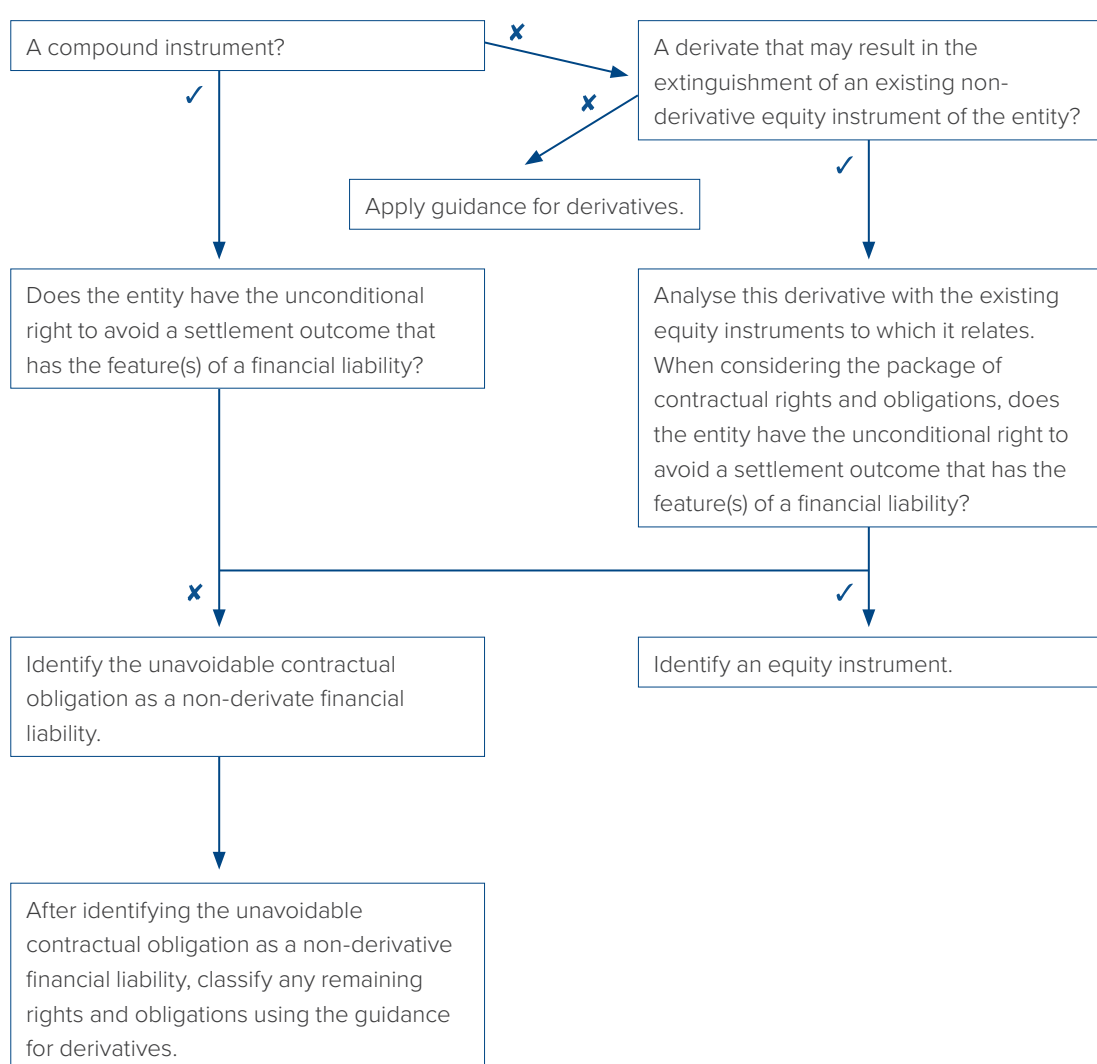 A compound instrument?
✘
A derivate that may result in the
extinguishment of an existing non-
derivative equity instrument of the entity?
✓
✘
✓
Apply guidance for derivatives.
Does the entity have the unconditional
right to avoid a settlement outcome that
has the feature(s) of a financial liability?
Analyse this derivative with the existing
equity instruments to which it relates.
When considering the package of
contractual rights and obligations, does
the entity have the unconditional right to
avoid a settlement outcome that has the
feature(s) of a financial liability?
✘
✓
Identify the unavoidable contractual
obligation as a non-derivate financial
liability.
Identify an equity instrument.
After identifying the unavoidable
contractual obligation as a non-derivative
financial liability, classify any remaining
rights and obligations using the guidance
for derivatives.